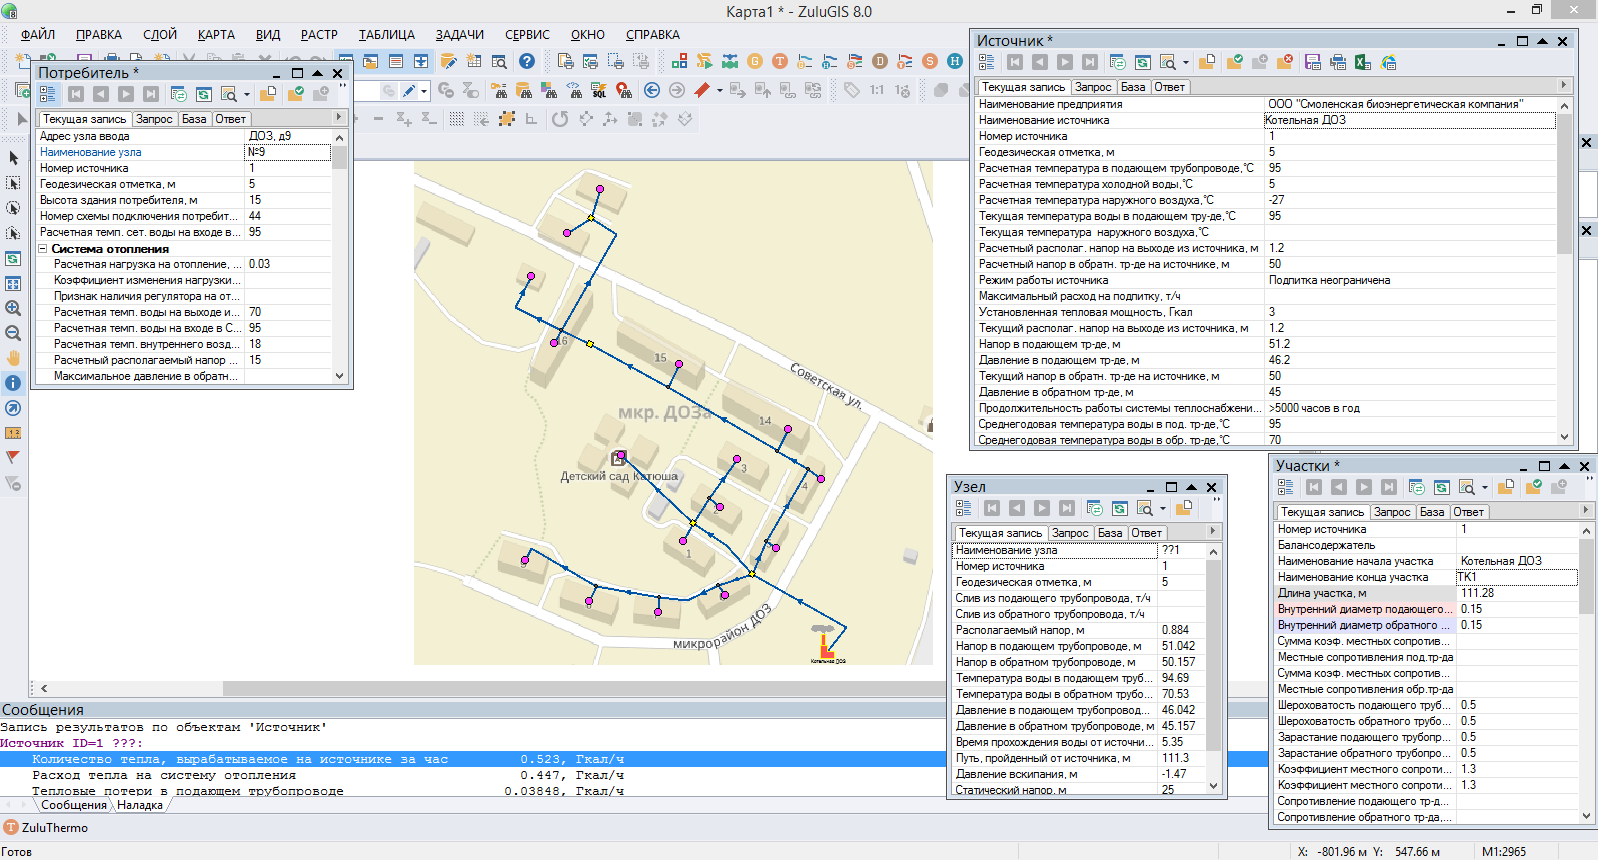 Карта1 * - ZuluGIS 8.0
ФАЙЛ ПРАВКА СЛОЙ КАРТА ВИД РАСТР ТАБЛИЦА ЗАДАЧИ СЕРВИС ОКНО СПРАВКА
Потребитель *
Текущая запись Запрос База Ответ
Адрес узла ввода ДОЗ, д9
Наименование узла №9
Номер источника 1
Геодезическая отметка, м 5
Высота здания потребителя, м 15
Номер схемы подключения потребит... 44
Расчетная темп. сет. воды на входе в... 95
Система отопления
Расчетная нагрузка на отопление, ... 0.03
Коэффициент изменения нагрузки...
Признак наличия регулятора на от...
Расчетная темп. воды на выходе и... 70
Расчетная темп. воды на входе в С... 95
Расчетная темп. внутреннего возд... 18
Расчетный располагаемый напор ... 15
Максимальное давление в обратн...
Источник *
Текущая запись Запрос База Ответ
Наименование предприятия ООО "Смоленская биоэнергетическая компания"
Наименование источника Котельная ДОЗ
Номер источника 1
Геодезическая отметка, м 5
Расчетная температура в подающем трубопроводе,°С 95
Расчетная температура холодной воды,°С 5
Расчетная температура наружного воздуха,°С -27
Текущая температура воды в подающем тру-де,°С 95
Текущая температура наружного воздуха,°С
Расчетный располаг. напор на выходе из источника, м 1.2
Расчетный напор в обратн. тр-де на источнике, м 50
Режим работы источника Подпитка неограничена
Максимальный расход на подпитку, т/ч
Установленная тепловая мощность, Гкал 3
Текущий располаг. напор на выходе из источника, м 1.2
Напор в подающем тр-де, м 51.2
Давление в подающем тр-де, м 46.2
Текущий напор в обратн. тр-де на источнике, м 50
Давление в обратном тр-де, м 45
Продолжительность работы системы теплоснабжени... >5000 часов в год
Среднегодовая температура воды в под. тр-де,°С 95
Среднегодовая температура воды в обр. тр-де,°С 70
16
15
Советская ул.
мкр. ДОЗа
14
3
4
Детский сад Катюша
2
1
9
8
7
микрорайон ДОЗ
Котельная ДОЗ
Узел
Текущая запись Запрос База Ответ
Наименование узла ??1
Номер источника 1
Геодезическая отметка, м 5
Слив из подающего трубопровода, т/ч
Слив из обратного трубопровода, т/ч
Располагаемый напор, м 0.884
Напор в подающем трубопроводе, м 51.042
Напор в обратном трубопроводе, м 50.157
Температура воды в подающем труб... 94.69
Температура воды в обратном трубо... 70.53
Давление в подающем трубопровод... 46.042
Давление в обратном трубопроводе, м 45.157
Время прохождения воды от источни... 5.35
Путь, пройденный от источника, м 111.3
Давление вскипания, м -1.47
Статический напор, м 25
Участки *
Текущая запись Запрос База Ответ
Номер источника 1
Балансодержатель
Наименование начала участка Котельная ДОЗ
Наименование конца участка ТК1
Длина участка, м 111.28
Внутренний диаметр подающего... 0.15
Внутренний диаметр обратного ... 0.15
Сумма коэф. местных сопротив...
Местные сопротивления под.тр-да
Сумма коэф. местных сопротив...
Местные сопротивления обр.тр-да
Шероховатость подающего труб... 0.5
Шероховатость обратного трубо... 0.5
Зарастание подающего трубопр... 0.5
Зарастание обратного трубопро... 0.5
Коэффициент местного сопроти... 1.3
Коэффициент местного сопроти... 1.3
Сопротивление подающего тр-д...
Сопротивление обратного тр-да,...
Сообщения
Запись результатов по объектам 'Источник'
Источник ID=1 ???:
Количество тепла, вырабатываемое на источнике за час 0.523, Гкал/ч
Расход тепла на систему отопления 0.447, Гкал/ч
Тепловые потери в подающем трубопроводе 0.03848, Гкал/ч
Сообщения Наладка
ZuluThermo
Готов
X: -801.96 м Y: 547.66 м М1:2965